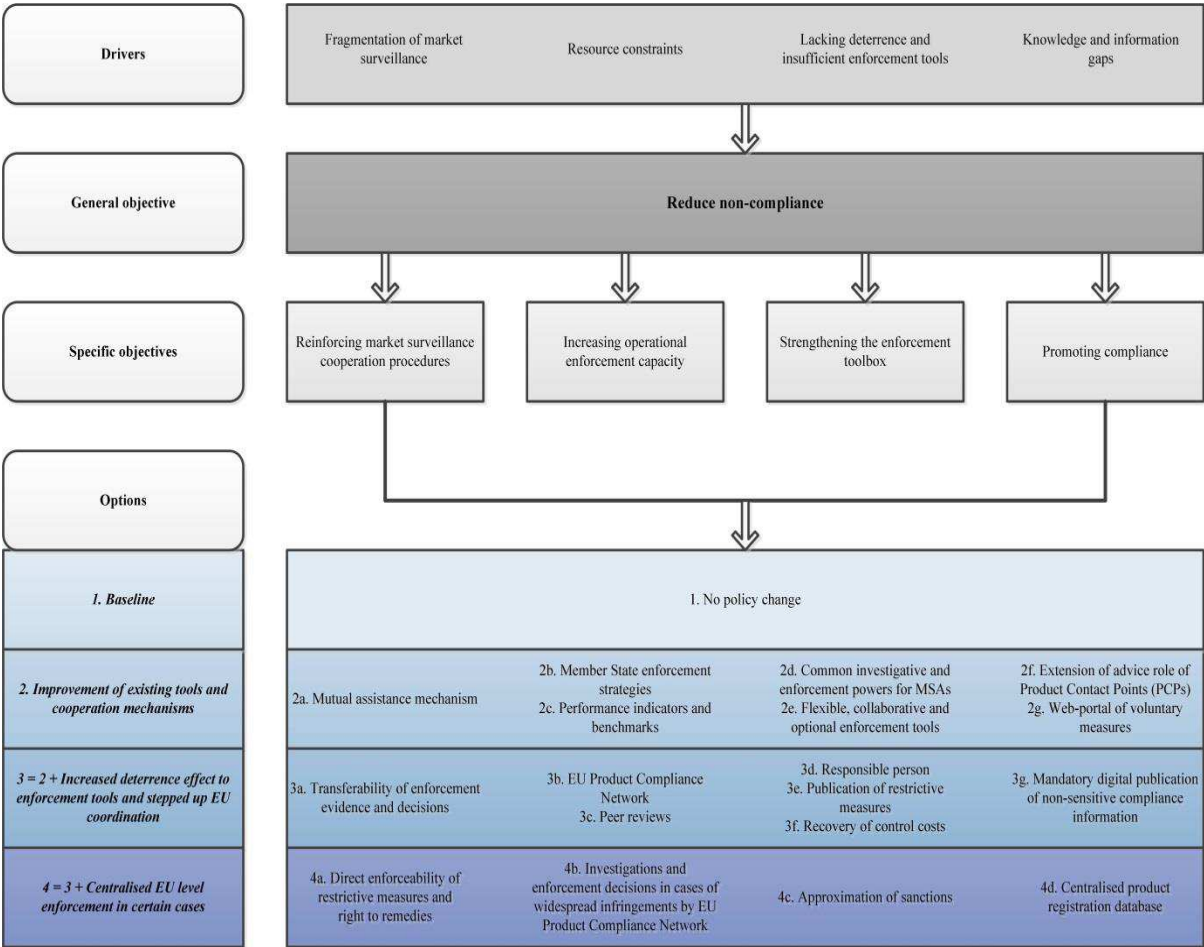 Drivers
Fragmentation of market
surveillance
Resource constraints
Lacking deterrence and
insufficient enforcement tools
Knowledge and information
gaps
General objective
Reduce non-compliance
Specific objectives
Reinforcing market surveillance
cooperation procedures
Increasing operational
enforcement capacity
Strengthening the enforcement
toolbox
Promoting compliance
Options
1. Baseline
1. No policy change
2. Improvement of existing tools and
cooperation mechanisms
2a. Mutual assistance mechanism
2b. Member State enforcement
strategies
2c. Performance indicators and
benchmarks
2d. Common investigative and
enforcement powers for MSAs
2e. Flexible, collaborative and
optional enforcement tools
2f. Extension of advice role of
Product Contact Points (PCPs)
2g. Web-portal of voluntary
measures
3 = 2 + Increased deterrence effect to
enforcement tools and stepped up EU
coordination
3a. Transferability of enforcement
evidence and decisions
3b. EU Product Compliance
Network
3c. Peer reviews
3d. Responsible person
3e. Publication of restrictive
measures
3f. Recovery of control costs
3g. Mandatory digital publication
of non-sensitive compliance
information
4 = 3 + Centralised EU level
enforcement in certain cases
4a. Direct enforceability of
restrictive measures and
right to remedies
4b. Investigations and
enforcement decisions in cases of
widespread infringements by EU
Product Compliance Network
4c. Approximation of sanctions
4d. Centralised product
registration database